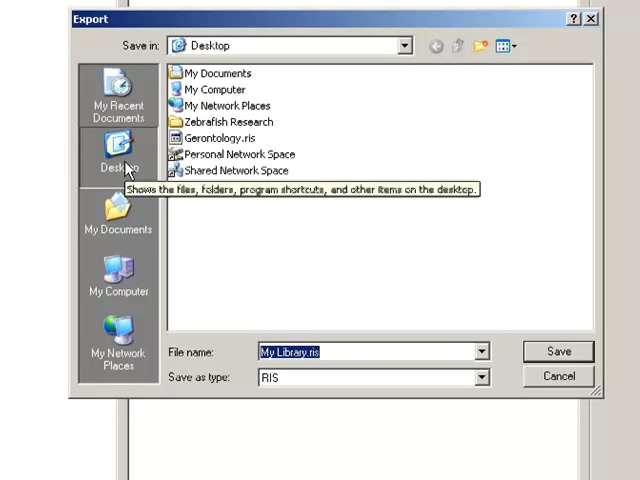 Export
Save in:
Desktop
My Recent
Documents
Desktop
My Documents
My Computer
My Network
Places
My Documents
My Computer
My Network Places
Zebrafish Research
Gerontology.ris
Personal Network Space
Shared Network Space
Shows the files, folders, program shortcuts, and other items on the desktop.
File name:
My Library.ris
Save
Save as type:
RIS
Cancel